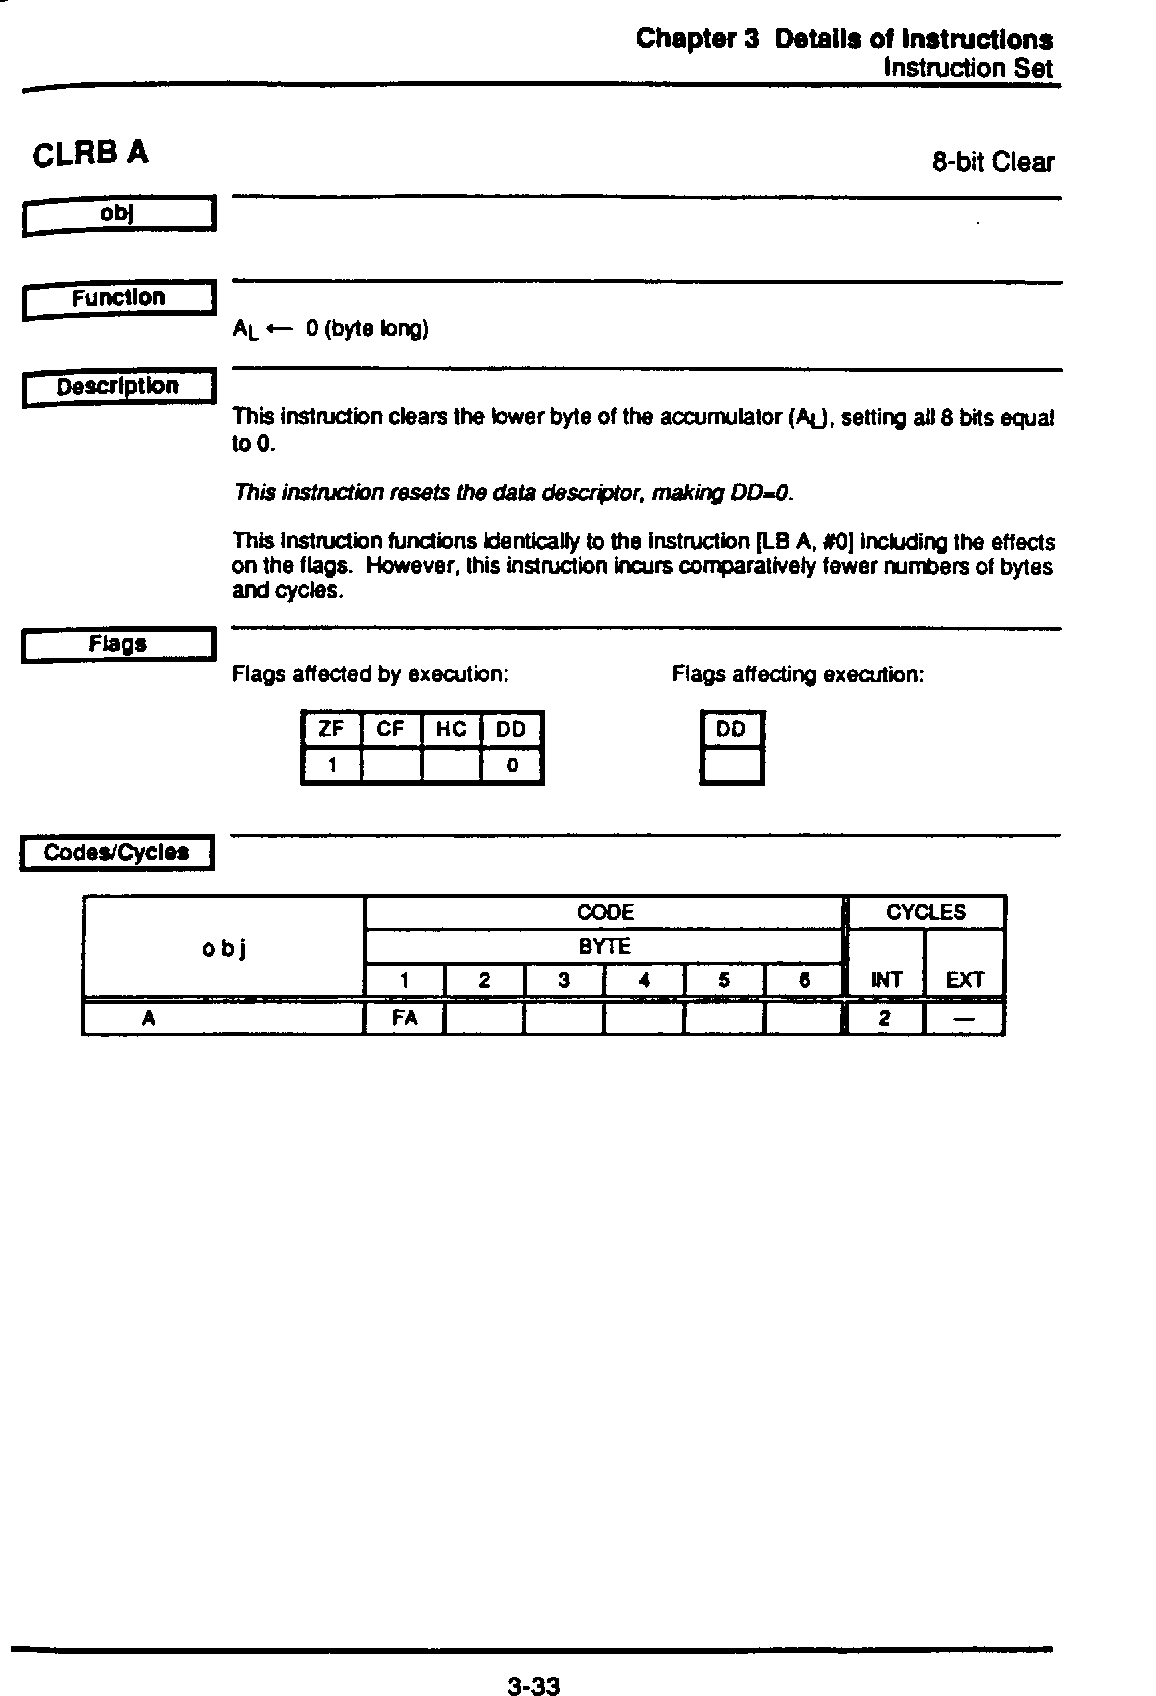 Chapter 3 Details of Instructions
Instruction Set
CLRB A
8-bit Clear
obj
Function
AL ← 0 (byte long)
Description
This instruction clears the lower byte of the accumulator (AL), setting all 8 bits equal
to 0.
This instruction resets the data descriptor, making DD=0.
This instruction functions identically to the instruction [LB A, #0] including the effects
on the flags. However, this instruction incurs comparatively fewer numbers of bytes
and cycles.
Flags
Flags affected by execution: Flags affecting execution:
ZF CF HC DD DD
1 0
Codes/Cycles
CODE CYCLES
obj BYTE
1 2 3 4 5 6 INT EXT
A FA 2 —
3-33